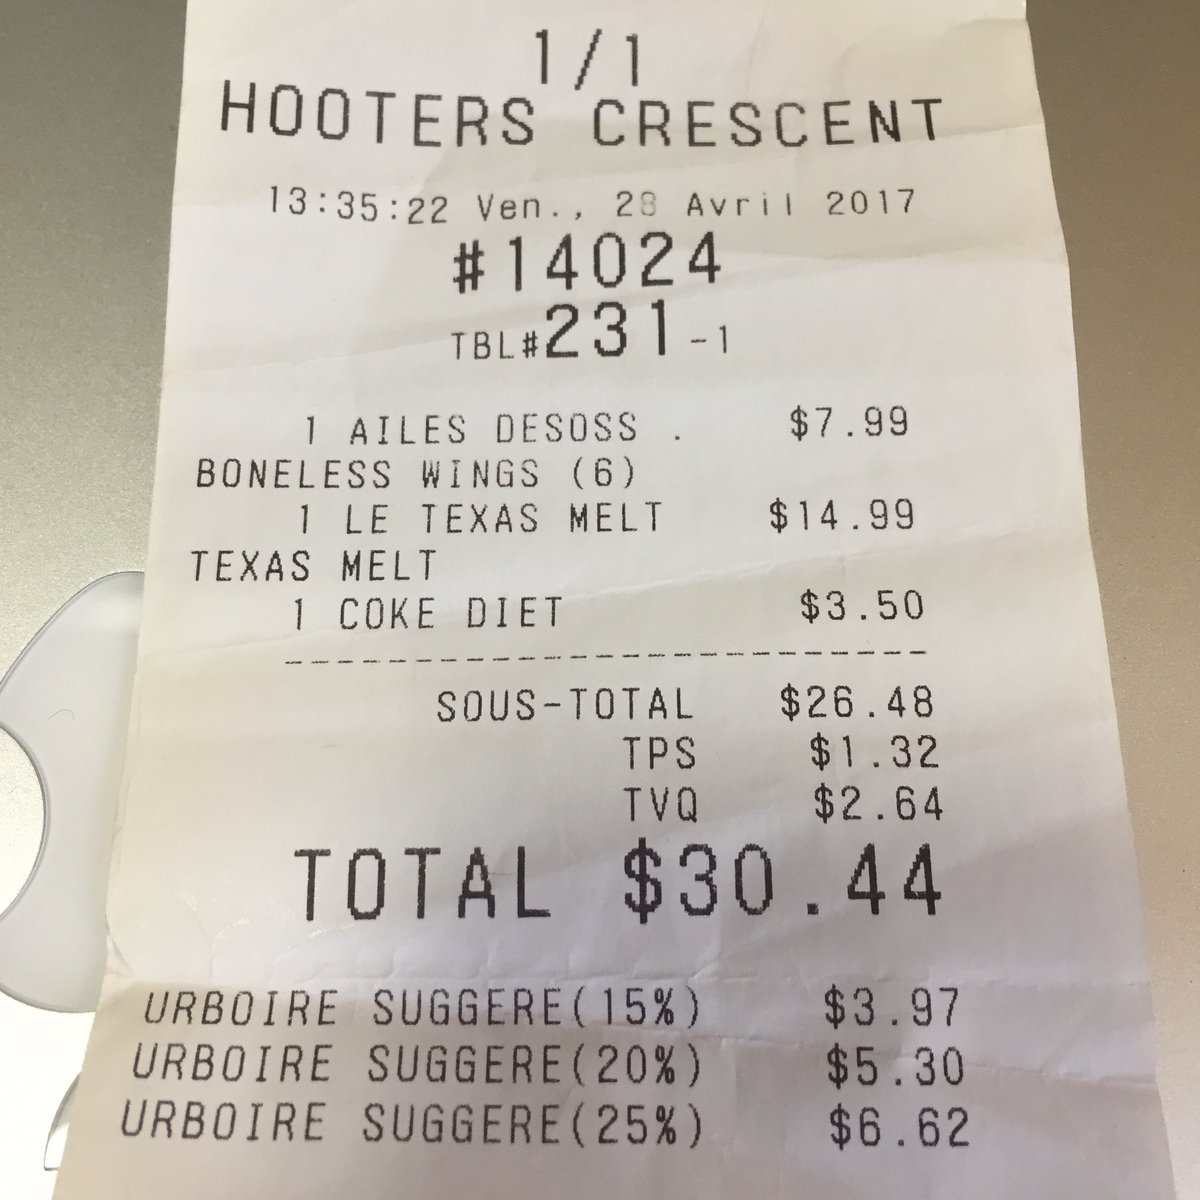 1/1
HOOTERS CRESCENT
13:35:22 Ven., 28 Avril 2017
#14024
TBL#231-1
1 AILES DESOSS . $7.99
BONELESS WINGS (6)
1 LE TEXAS MELT $14.99
TEXAS MELT
1 COKE DIET $3.50
-------------------------
SOUS-TOTAL $26.48
TPS $1.32
TVQ $2.64
TOTAL $30.44
URBOIRE SUGGERE(15%) $3.97
URBOIRE SUGGERE(20%) $5.30
URBOIRE SUGGERE(25%) $6.62